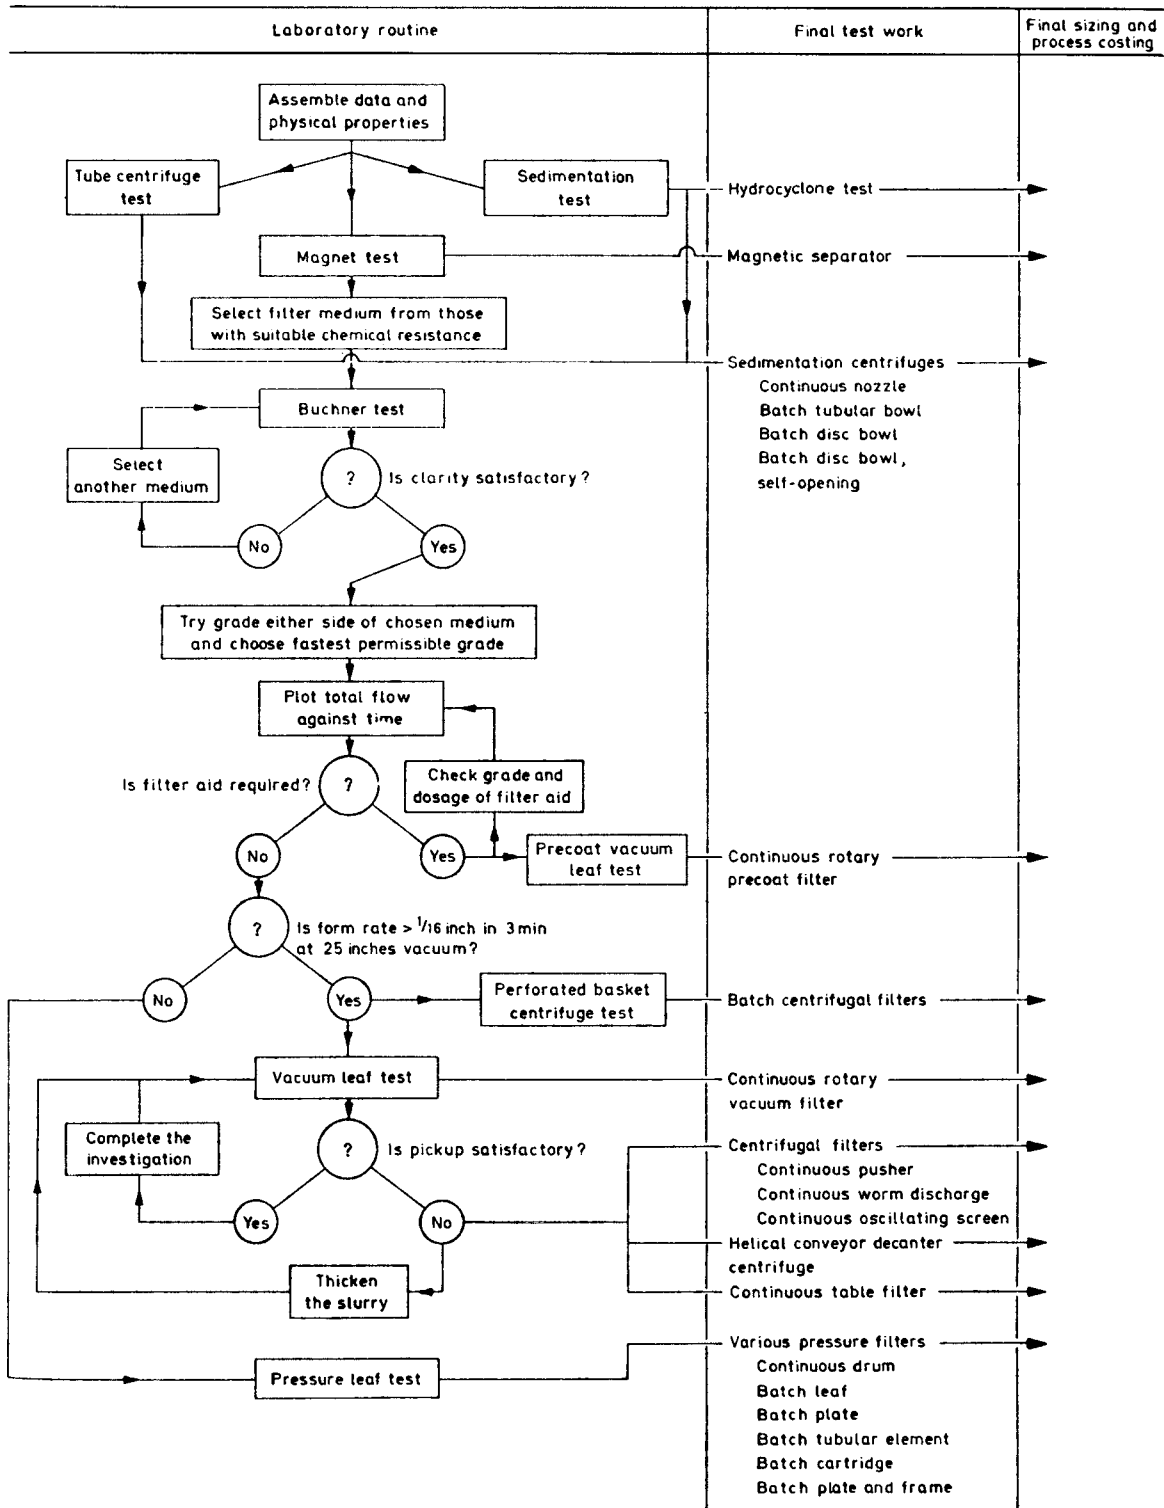 Laboratory routine
Final test work
Final sizing and
process costing
Assemble data and
physical properties
Tube centrifuge
test
Sedimentation
test
Hydrocyclone test
Magnet test
Magnetic separator
Select filter medium from those
with suitable chemical resistance
Sedimentation centrifuges
Continuous nozzle
Batch tubular bowl
Batch disc bowl
Batch disc bowl,
self-opening
Buchner test
Select
another medium
?
Is clarity satisfactory?
No
Yes
Try grade either side of chosen medium
and choose fastest permissible grade
Plot total flow
against time
Is filter aid required?
?
Check grade and
dosage of filter aid
No
Yes
Precoat vacuum
leaf test
Continuous rotary
precoat filter
?
Is form rate > 1/16 inch in 3 min
at 25 inches vacuum?
No
Yes
Perforated basket
centrifuge test
Batch centrifugal filters
Vacuum leaf test
Continuous rotary
vacuum filter
Complete the
investigation
?
Is pickup satisfactory?
Yes
No
Centrifugal filters
Continuous pusher
Continuous worm discharge
Continuous oscillating screen
Helical conveyor decanter
centrifuge
Thicken
the slurry
Continuous table filter
Pressure leaf test
Various pressure filters
Continuous drum
Batch leaf
Batch plate
Batch tubular element
Batch cartridge
Batch plate and frame